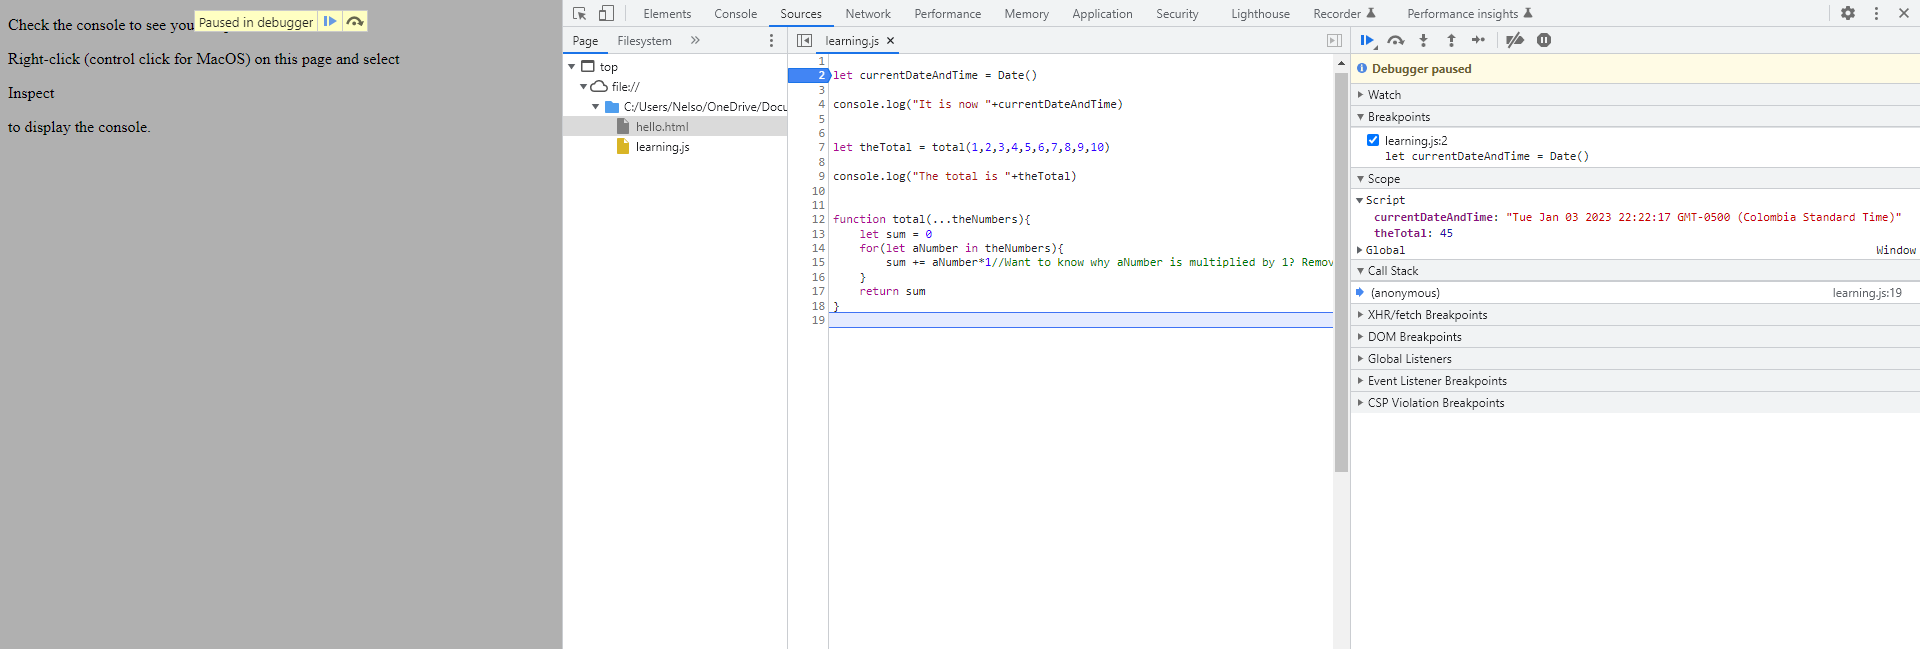 Check the console to see you
Paused in debugger
Right-click (control click for MacOS) on this page and select
Inspect
to display the console.
Elements Console Sources Network Performance Memory Application Security Lighthouse Recorder Performance insights
Page Filesystem »
top
file://
C:/Users/Nelso/OneDrive/Docu
hello.html
learning.js
learning.js ×
1
2 let currentDateAndTime = Date()
3
4 console.log("It is now "+currentDateAndTime)
5
6
7 let theTotal = total(1,2,3,4,5,6,7,8,9,10)
8
9 console.log("The total is "+theTotal)
10
11
12 function total(...theNumbers){
13 let sum = 0
14 for(let aNumber in theNumbers){
15 sum += aNumber*1//Want to know why aNumber is multiplied by 1? Remov
16 }
17 return sum
18 }
19
Debugger paused
Watch
Breakpoints
learning.js:2
let currentDateAndTime = Date()
Scope
Script
currentDateAndTime: "Tue Jan 03 2023 22:22:17 GMT-0500 (Colombia Standard Time)"
theTotal: 45
Global Window
Call Stack
(anonymous) learning.js:19
XHR/fetch Breakpoints
DOM Breakpoints
Global Listeners
Event Listener Breakpoints
CSP Violation Breakpoints